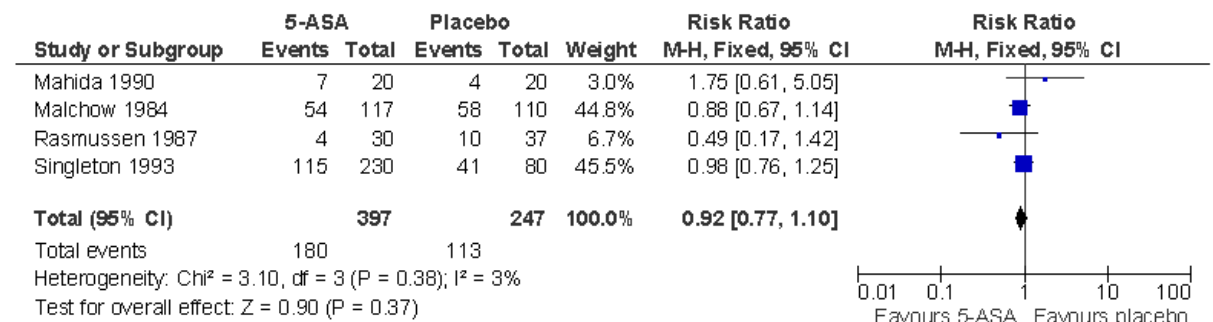 5-ASA Placebo Risk Ratio Risk Ratio
Study or Subgroup Events Total Events Total Weight M-H, Fixed, 95% CI M-H, Fixed, 95% CI
Mahida 1990 7 20 4 20 3.0% 1.75 [0.61, 5.05]
Malchow 1984 54 117 58 110 44.8% 0.88 [0.67, 1.14]
Rasmussen 1987 4 30 10 37 6.7% 0.49 [0.17, 1.42]
Singleton 1993 115 230 41 80 45.5% 0.98 [0.76, 1.25]
Total (95% CI) 397 247 100.0% 0.92 [0.77, 1.10]
Total events 180 113
Heterogeneity: Chi² = 3.10, df = 3 (P = 0.38); I² = 3%
Test for overall effect: Z = 0.90 (P = 0.37)
0.01 0.1 1 10 100
Favours 5-ASA Favours placebo